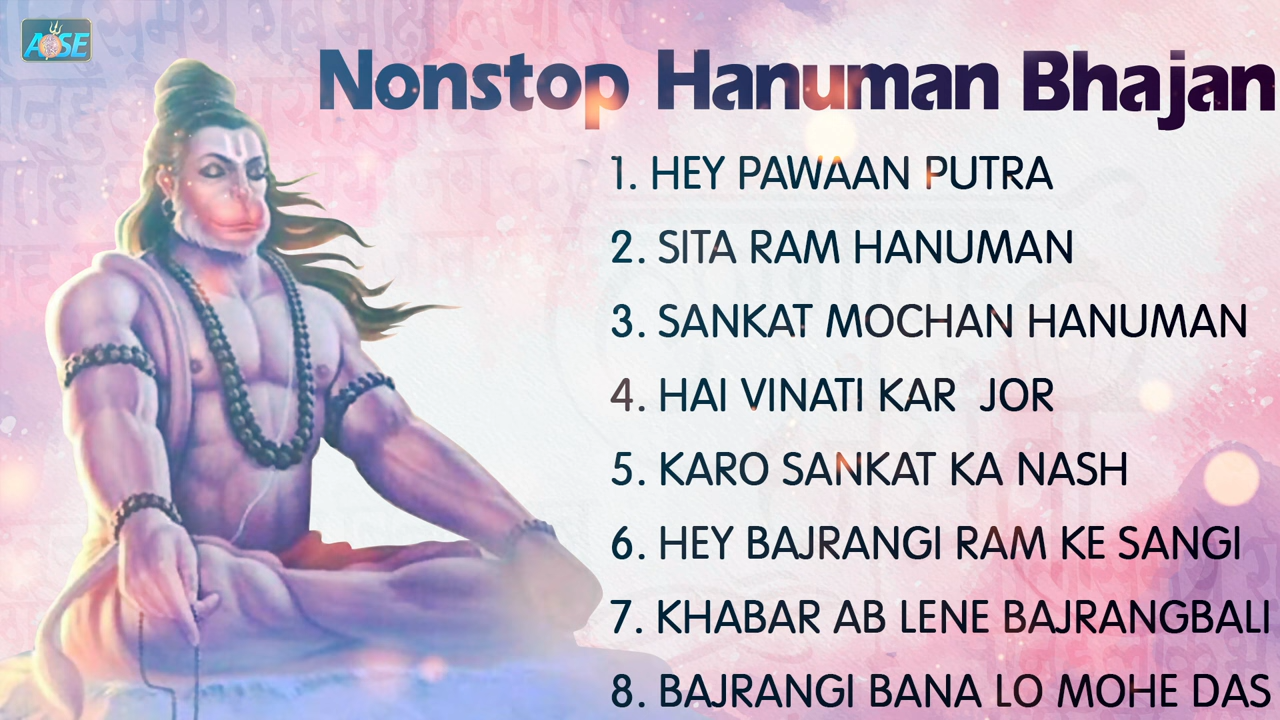 AOSE
Nonstop Hanuman Bhajan
1. HEY PAWAAN PUTRA
2. SITA RAM HANUMAN
3. SANKAT MOCHAN HANUMAN
4. HAI VINATI KAR JOR
5. KARO SANKAT KA NASH
6. HEY BAJRANGI RAM KE SANGI
7. KHABAR AB LENE BAJRANGBALI
8. BAJRANGI BANA LO MOHE DAS